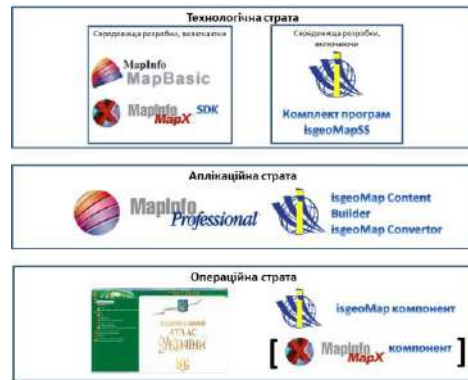 Технологічна страта
Середовища розробки, включаючи
MapInfo
MapBasic
MapInfo SDK
MapX
Середовища розробки,
включаючи
Комплект програм
isgeoMapSS
Аплікаційна страта
MapInfo
Professional
isgeoMap Content
Builder
isgeoMap Convertor
Операційна страта
НАЦІОНАЛЬНИЙ
АТЛАС
УКРАЇНИ
isgeoMap компонент
[ MapInfo
MapX компонент ]